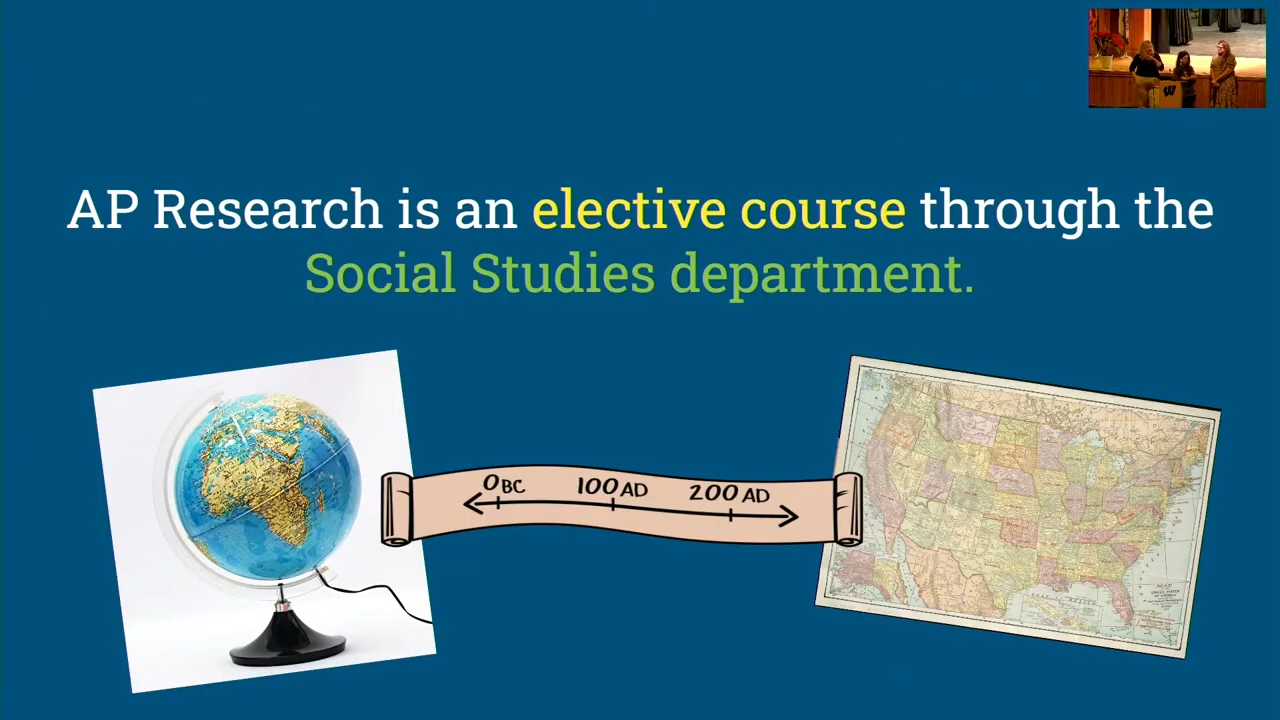 AP Research is an elective course through the
Social Studies department.
0 BC 100 AD 200 AD
W